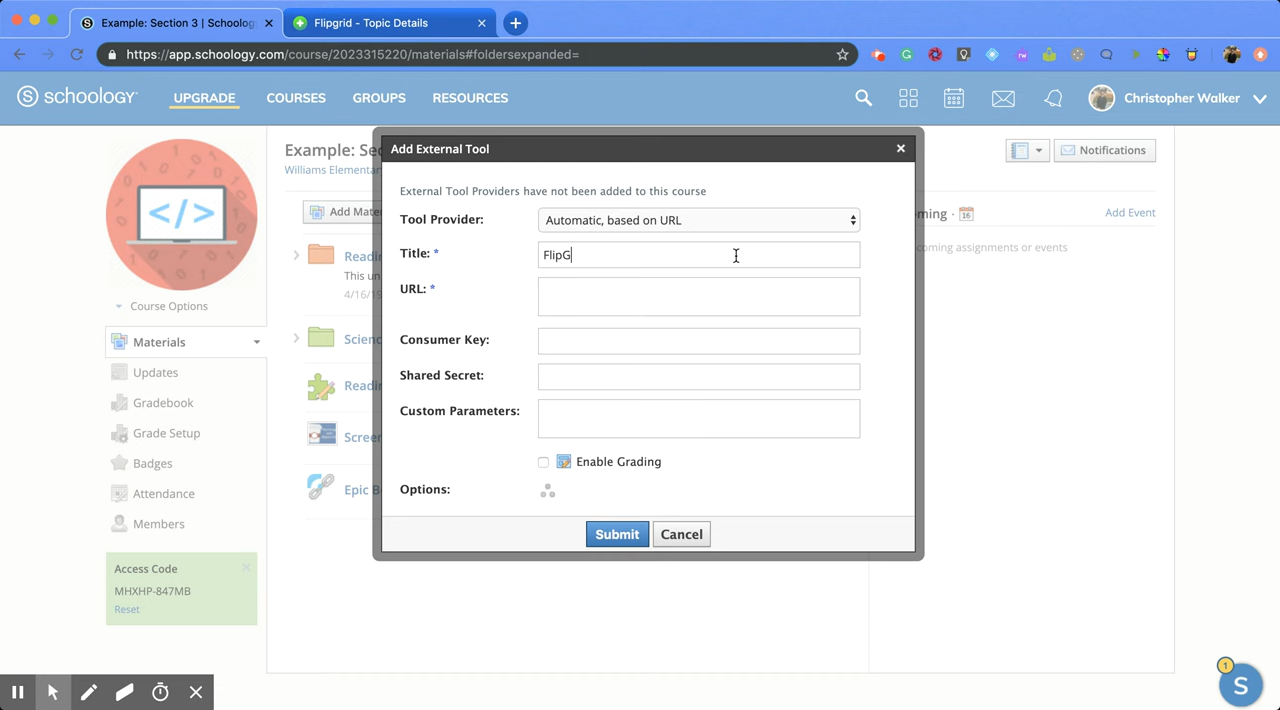 Example: Section 3 | Schoolog
Flipgrid - Topic Details
https://app.schoology.com/course/2023315220/materials#foldersexpanded=
S schoology
UPGRADE
COURSES
GROUPS
RESOURCES
Christopher Walker
Add External Tool
Example: Se
Williams Elementar
Notifications
External Tool Providers have not been added to this course
Add Mate
Tool Provider:
Automatic, based on URL
ming · 16
Add Event
Title: *
FlipG
coming assignments or events
Readi
This un
4/16/19
URL: *
Course Options
Consumer Key:
Scienc
Materials
Updates
Shared Secret:
Readi
Gradebook
Custom Parameters:
Grade Setup
Scree
Badges
Enable Grading
Attendance
Options:
Epic B
Members
Submit
Cancel
Access Code
MHXHP-847MB
Reset
1
S